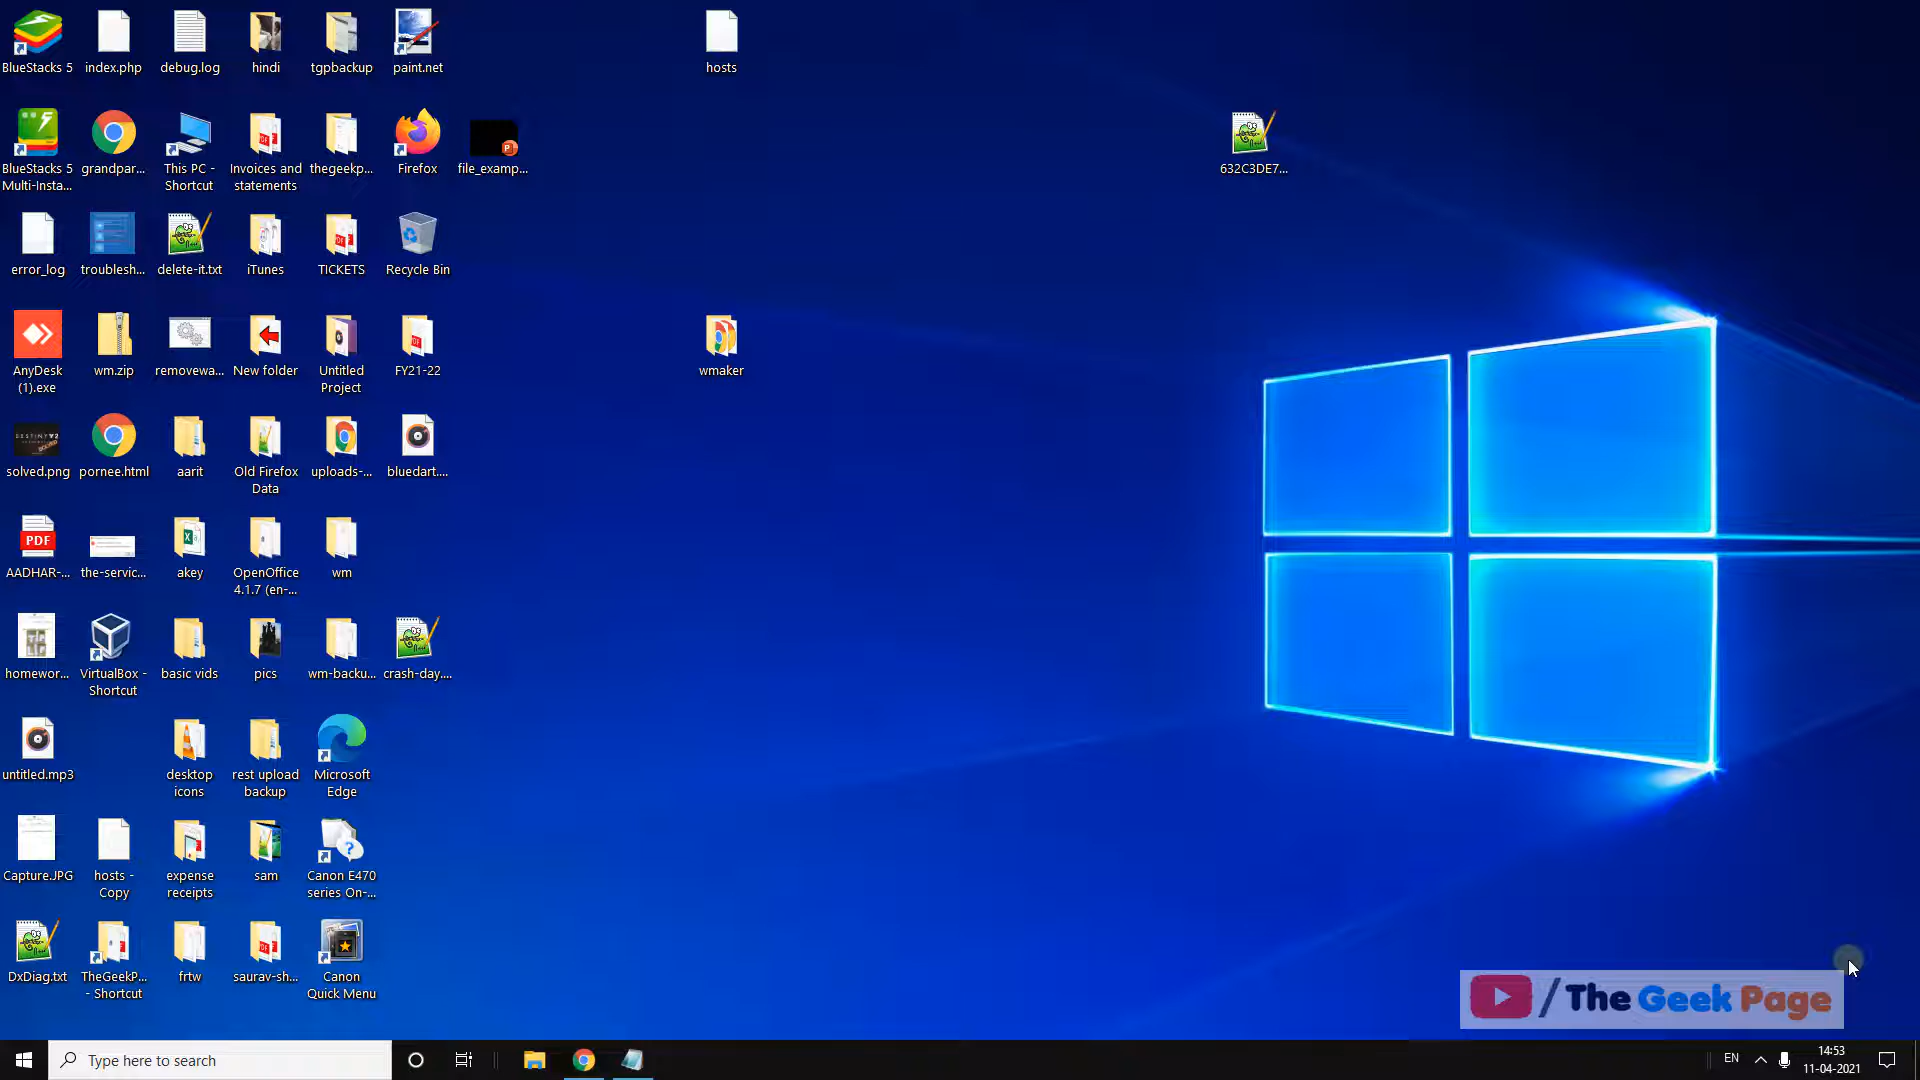 BlueStacks 5
index.php
debug.log
hindi
tgpbackup
paint.net
hosts
BlueStacks 5
Multi-Insta...
grandpar...
This PC -
Shortcut
Invoices and
statements
thegeekp...
Firefox
file_examp...
632C3DE7...
error_log
troublesh...
delete-it.txt
iTunes
TICKETS
Recycle Bin
AnyDesk
(1).exe
wm.zip
removewa...
New folder
Untitled
Project
FY21-22
wmaker
solved.png
pornee.html
aarit
Old Firefox
Data
uploads-...
bluedart....
PDF
AADHAR-...
the-servic...
akey
OpenOffice
4.1.7 (en-...
wm
homewor...
VirtualBox -
Shortcut
basic vids
pics
wm-backu...
crash-day....
untitled.mp3
desktop
icons
rest upload
backup
Microsoft
Edge
Capture.JPG
hosts -
Copy
expense
receipts
sam
Canon E470
series On-...
DxDiag.txt
TheGeekP...
- Shortcut
frtw
saurav-sh...
Canon
Quick Menu
/The Geek Page
Type here to search
EN
14:53
11-04-2021